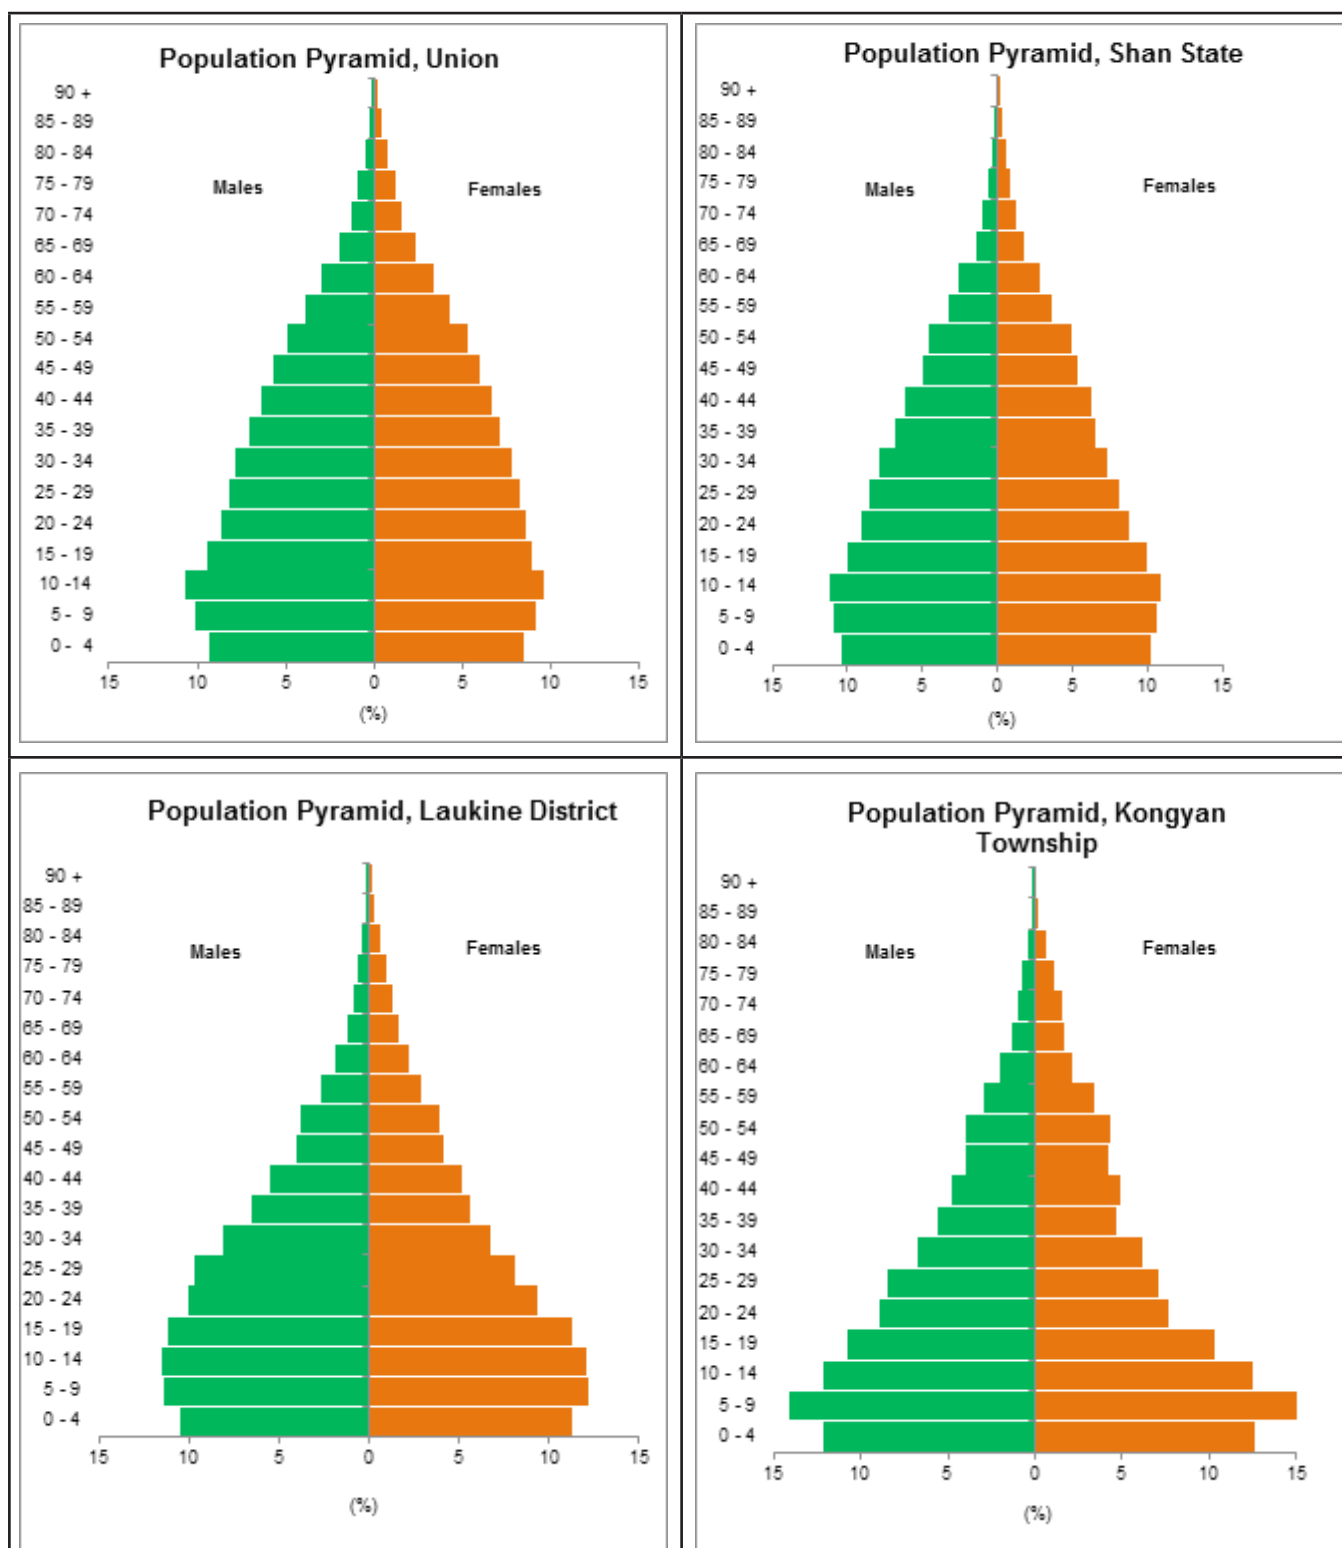 Population Pyramid, Union
90 +
85 - 89
80 - 84
75 - 79
70 - 74
65 - 69
60 - 64
55 - 59
50 - 54
45 - 49
40 - 44
35 - 39
30 - 34
25 - 29
20 - 24
15 - 19
10 -14
5 - 9
0 - 4
Males
Females
15 10 5 0 5 10 15
(%)
Population Pyramid, Shan State
90 +
85 - 89
80 - 84
75 - 79
70 - 74
65 - 69
60 - 64
55 - 59
50 - 54
45 - 49
40 - 44
35 - 39
30 - 34
25 - 29
20 - 24
15 - 19
10 - 14
5 - 9
0 - 4
Males
Females
15 10 5 0 5 10 15
(%)
Population Pyramid, Laukine District
90 +
85 - 89
80 - 84
75 - 79
70 - 74
65 - 69
60 - 64
55 - 59
50 - 54
45 - 49
40 - 44
35 - 39
30 - 34
25 - 29
20 - 24
15 - 19
10 - 14
5 - 9
0 - 4
Males
Females
15 10 5 0 5 10 15
(%)
Population Pyramid, Kongyan
Township
90 +
85 - 89
80 - 84
75 - 79
70 - 74
65 - 69
60 - 64
55 - 59
50 - 54
45 - 49
40 - 44
35 - 39
30 - 34
25 - 29
20 - 24
15 - 19
10 - 14
5 - 9
0 - 4
Males
Females
15 10 5 0 5 10 15
(%)